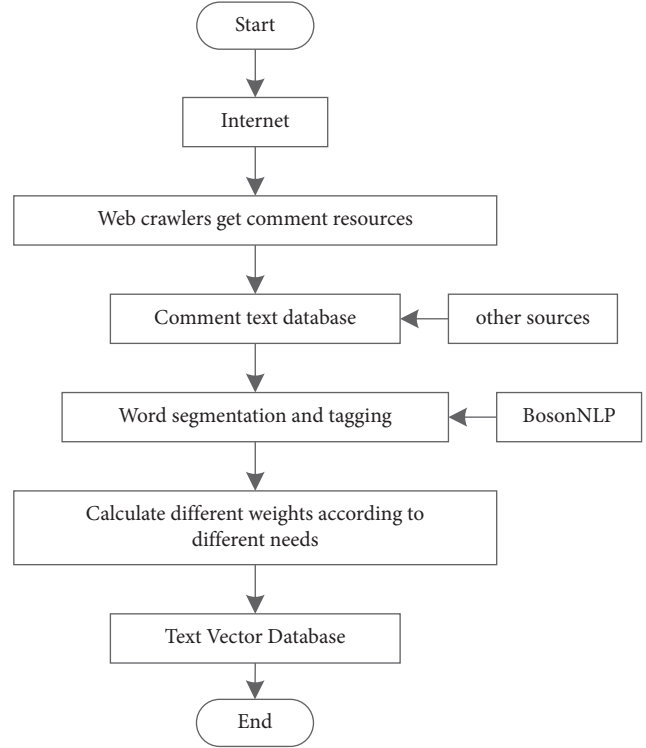 Start
Internet
Web crawlers get comment resources
Comment text database
other sources
Word segmentation and tagging
BosonNLP
Calculate different weights according to
different needs
Text Vector Database
End